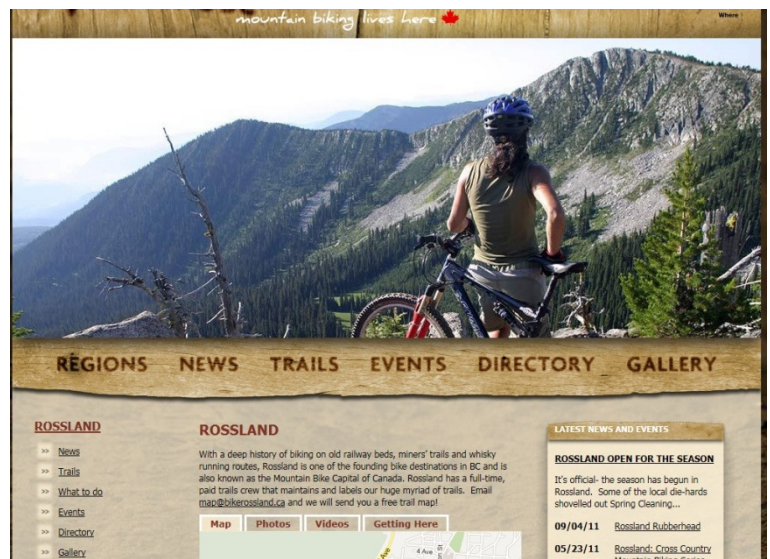 mountain biking lives here
Where
REGIONS NEWS TRAILS EVENTS DIRECTORY GALLERY
ROSSLAND
News
Trails
What to do
Events
Directory
Gallery
ROSSLAND
With a deep history of biking on old railway beds, miners' trails and whisky
running routes, Rossland is one of the founding bike destinations in BC and is
also known as the Mountain Bike Capital of Canada. Rossland has a full-time,
paid trails crew that maintains and labels our huge myriad of trails. Email
map@bikerossland.ca and we will send you a free trail map!
Map Photos Videos Getting Here
4 Ave
Ave
St
LATEST NEWS AND EVENTS
ROSSLAND OPEN FOR THE SEASON
It's official- the season has begun in
Rossland. Some of the local die-hards
shovelled out Spring Cleaning...
09/04/11 Rossland Rubberhead
05/23/11 Rossland: Cross Country
Mountain Biking Spring